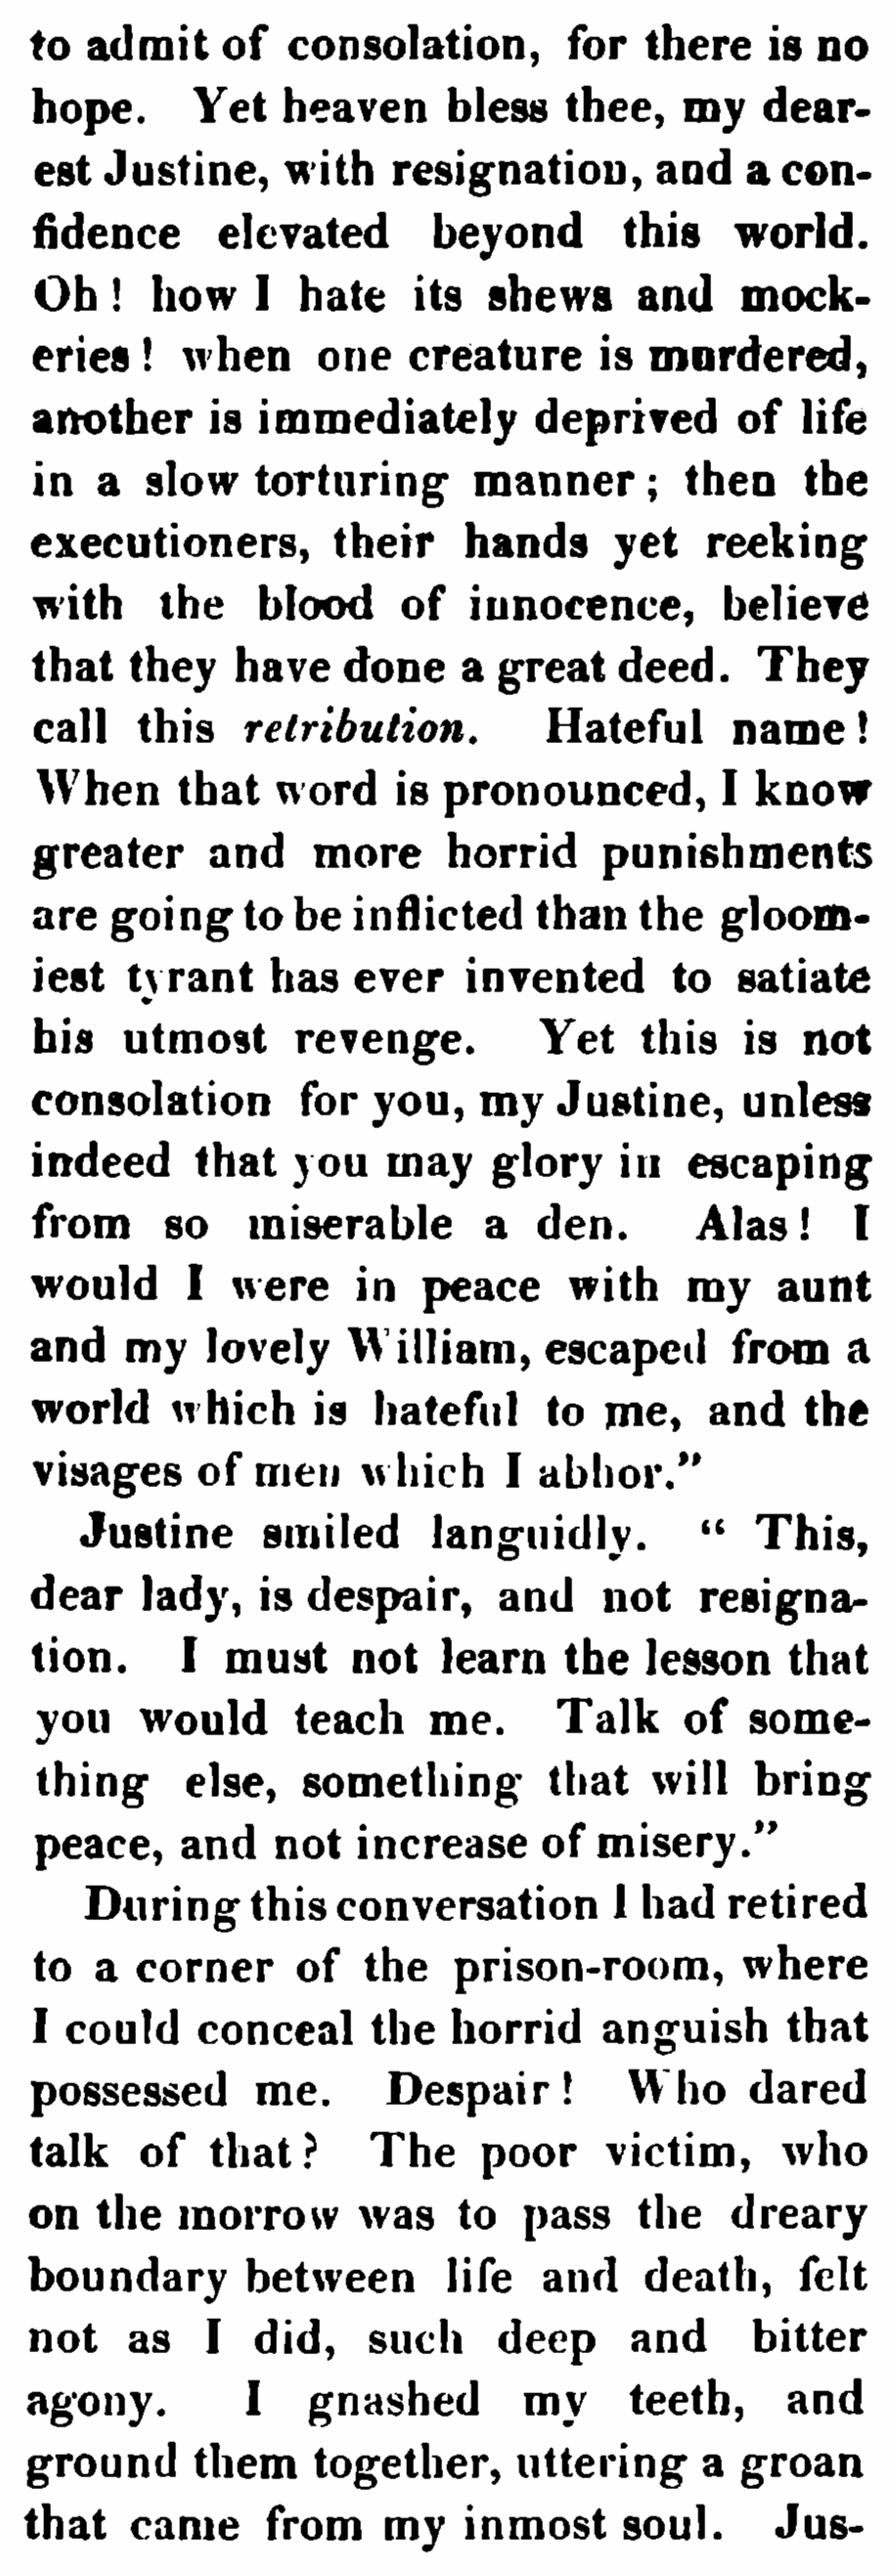 to admit of consolation, for there is no
hope. Yet heaven bless thee, my dear-
est Justine, with resignation, and a con-
fidence elevated beyond this world.
Oh! how I hate its shews and mock-
eries! when one creature is murdered,
another is immediately deprived of life
in a slow torturing manner; then the
executioners, their hands yet reeking
with the blood of innocence, believe
that they have done a great deed. They
call this retribution. Hateful name!
When that word is pronounced, I know
greater and more horrid punishments
are going to be inflicted than the gloom-
iest tyrant has ever invented to satiate
his utmost revenge. Yet this is not
consolation for you, my Justine, unless
indeed that you may glory in escaping
from so miserable a den. Alas! I
would I were in peace with my aunt
and my lovely William, escaped from a
world which is hateful to me, and the
visages of men which I abhor.”
Justine smiled languidly. “ This,
dear lady, is despair, and not resigna-
tion. I must not learn the lesson that
you would teach me. Talk of some-
thing else, something that will bring
peace, and not increase of misery.”
During this conversation I had retired
to a corner of the prison-room, where
I could conceal the horrid anguish that
possessed me. Despair! Who dared
talk of that? The poor victim, who
on the morrow was to pass the dreary
boundary between life and death, felt
not as I did, such deep and bitter
agony. I gnashed my teeth, and
ground them together, uttering a groan
that came from my inmost soul. Jus-